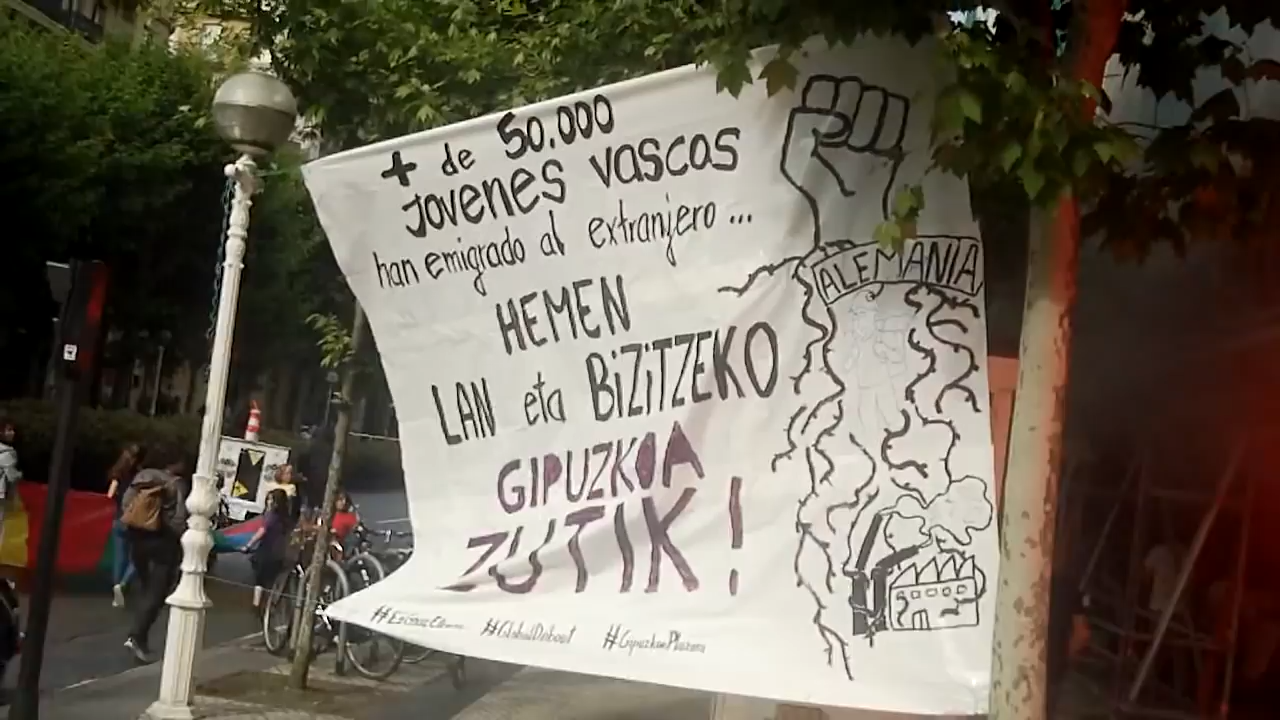 + de 50.000
JOVENES VASCOS
han emigrado al extranjero ...
HEMEN
LAN eta BiZiTZEKO
GIPUZKOA
ZUTIK !
ALEMANIA
#GlobalDebout
#GipuzkoaPlazara